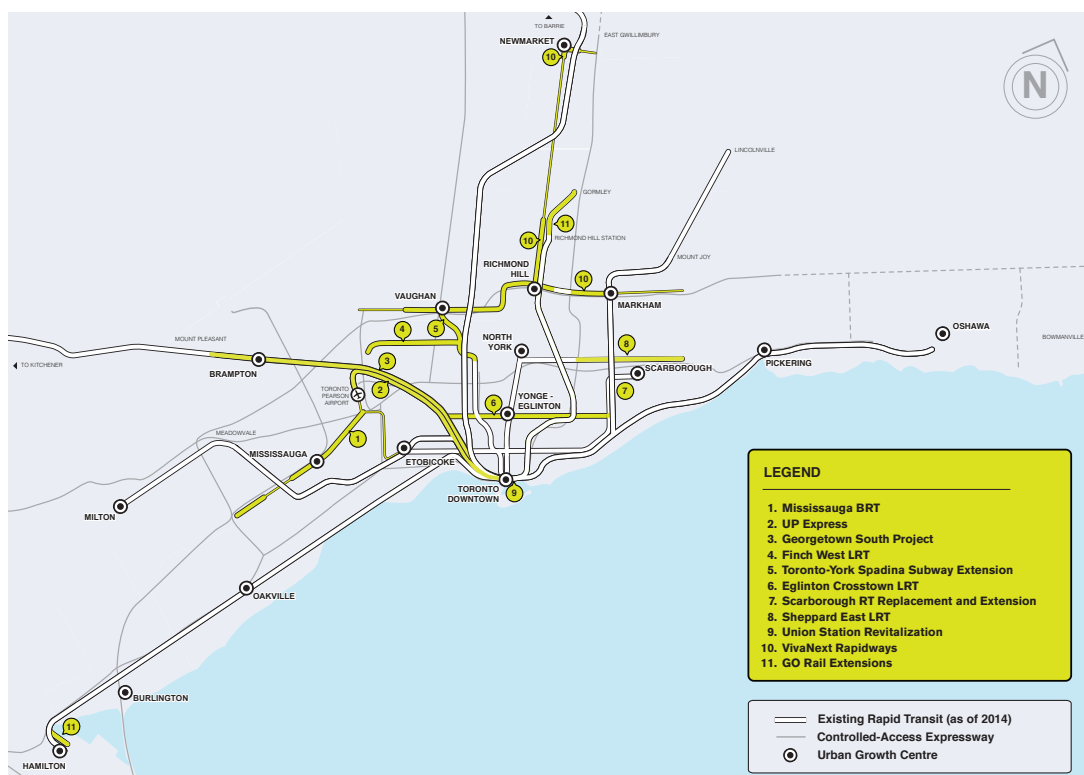 TO BARRIE
NEWMARKET
EAST GWILLIMBURY
10
N
LINCOLNVILLE
GORMLEY
11
10
RICHMOND HILL STATION
MOUNT JOY
RICHMOND
HILL
10
VAUGHAN
MARKHAM
5
4
NORTH
YORK
8
OSHAWA
BOWMANVILLE
MOUNT PLEASANT
TO KITCHENER
BRAMPTON
3
2
SCARBOROUGH
7
PICKERING
TORONTO
PEARSON
AIRPORT
6
YONGE -
EGLINTON
MEADOWVALE
1
MISSISSAUGA
ETOBICOKE
TORONTO
DOWNTOWN
9
MILTON
OAKVILLE
BURLINGTON
11
HAMILTON
LEGEND
1. Mississauga BRT
2. UP Express
3. Georgetown South Project
4. Finch West LRT
5. Toronto-York Spadina Subway Extension
6. Eglinton Crosstown LRT
7. Scarborough RT Replacement and Extension
8. Sheppard East LRT
9. Union Station Revitalization
10. VivaNext Rapidways
11. GO Rail Extensions
Existing Rapid Transit (as of 2014)
Controlled-Access Expressway
Urban Growth Centre